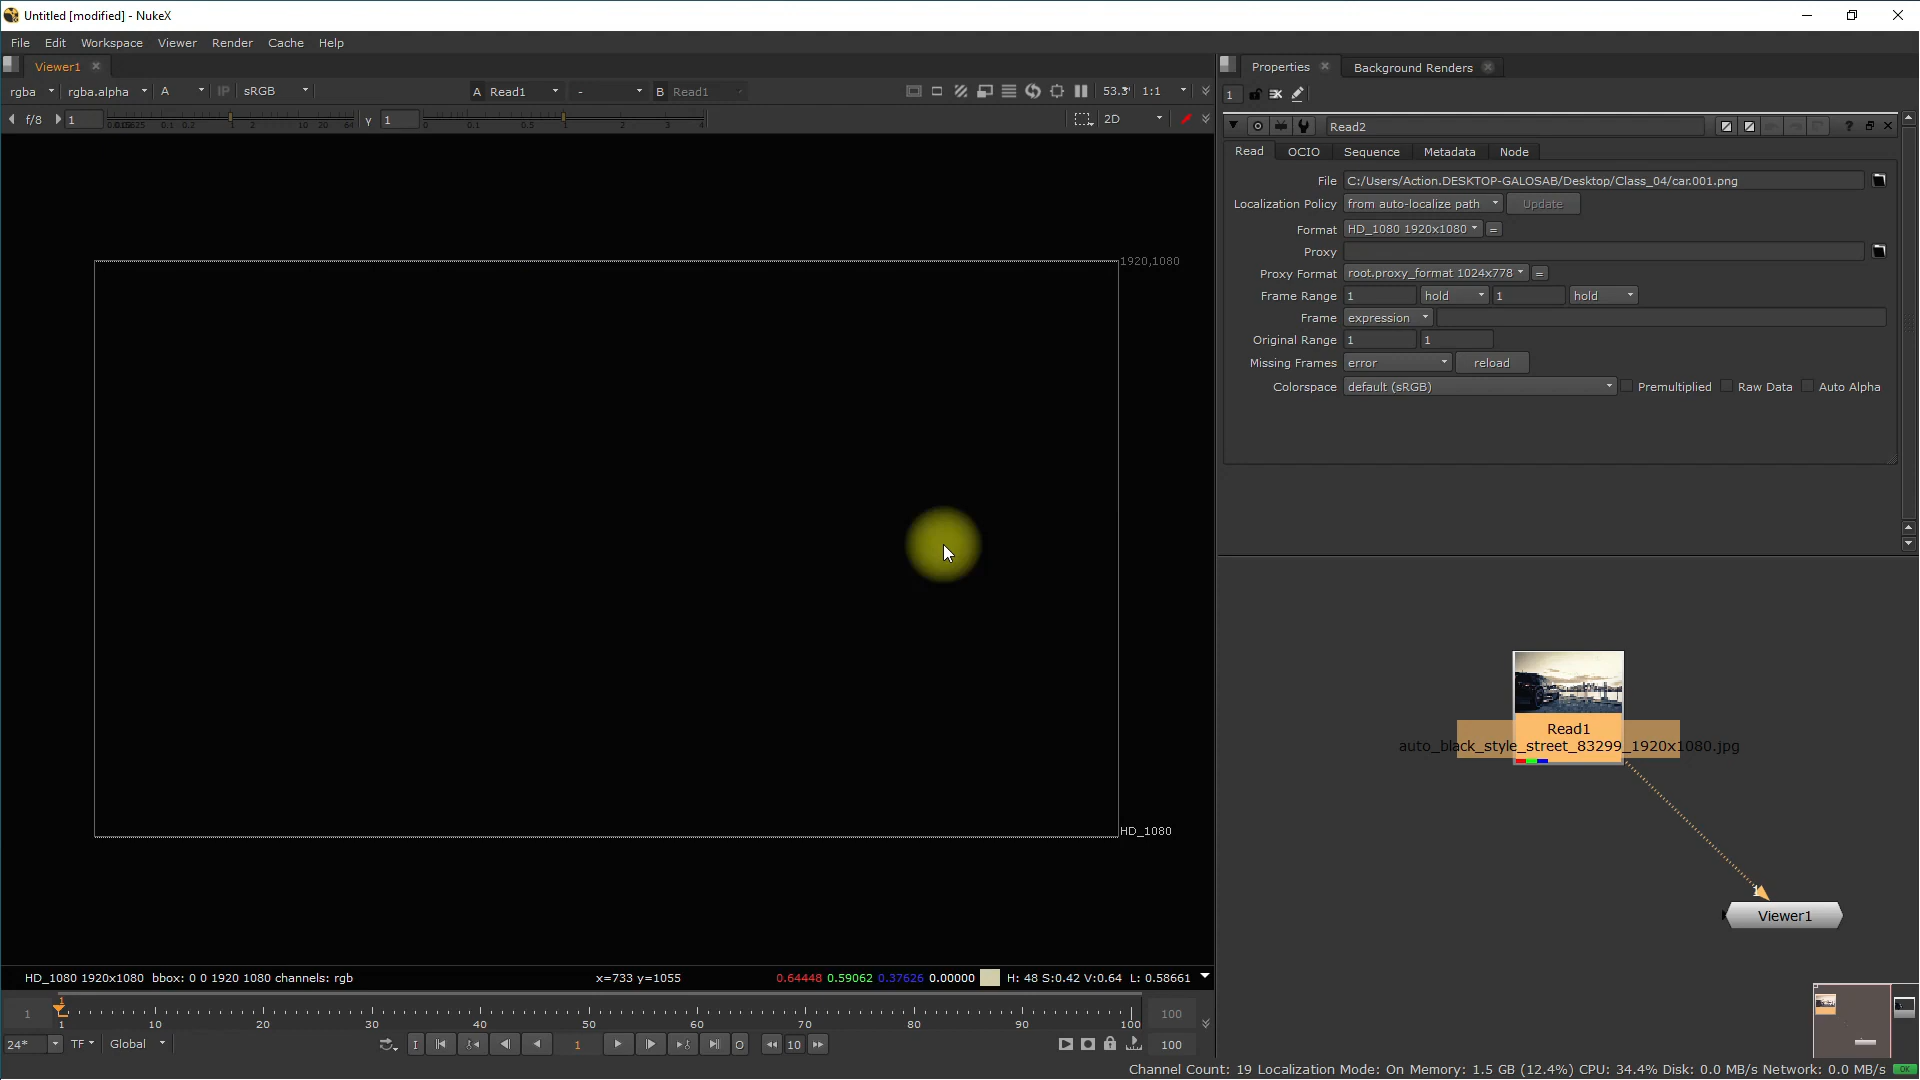 Untitled [modified] - NukeX
File Edit Workspace Viewer Render Cache Help
Viewer1
rgba rgba.alpha A IP sRGB A Read1 - B Read1 53.3 1:1
f/8 1 y 1 2D
1920,1080
HD_1080
HD_1080 1920x1080 bbox: 0 0 1920 1080 channels: rgb x=733 y=1055 0.64448 0.59062 0.37626 0.00000 H: 48 S:0.42 V:0.64 L: 0.58661
1 1 100
1 10 20 30 40 50 60 70 80 90 100
24* TF Global I 1 O 10 100
Properties Background Renders
1
Read2
Read OCIO Sequence Metadata Node
File C:/Users/Action.DESKTOP-GALOSAB/Desktop/Class_04/car.001.png
Localization Policy from auto-localize path Update
Format HD_1080 1920x1080 =
Proxy
Proxy Format root.proxy_format 1024x778 =
Frame Range 1 hold 1 hold
Frame expression
Original Range 1 1
Missing Frames error reload
Colorspace default (sRGB) Premultiplied Raw Data Auto Alpha
Read1
auto_black_style_street_83299_1920x1080.jpg
1
Viewer1
Channel Count: 19 Localization Mode: On Memory: 1.5 GB (12.4%) CPU: 34.4% Disk: 0.0 MB/s Network: 0.0 MB/s OK